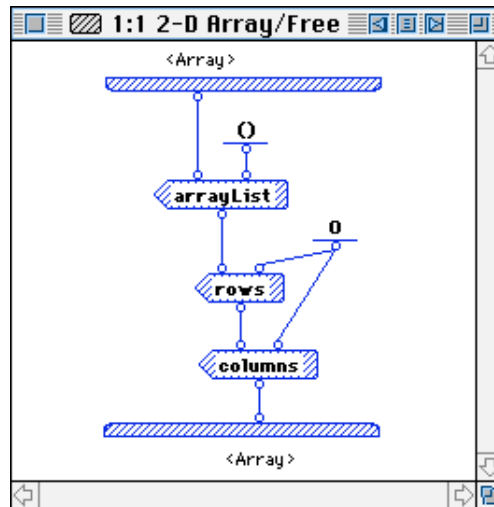 1:1 2-D Array/Free
<Array>
()
arrayList
0
rows
columns
<Array>